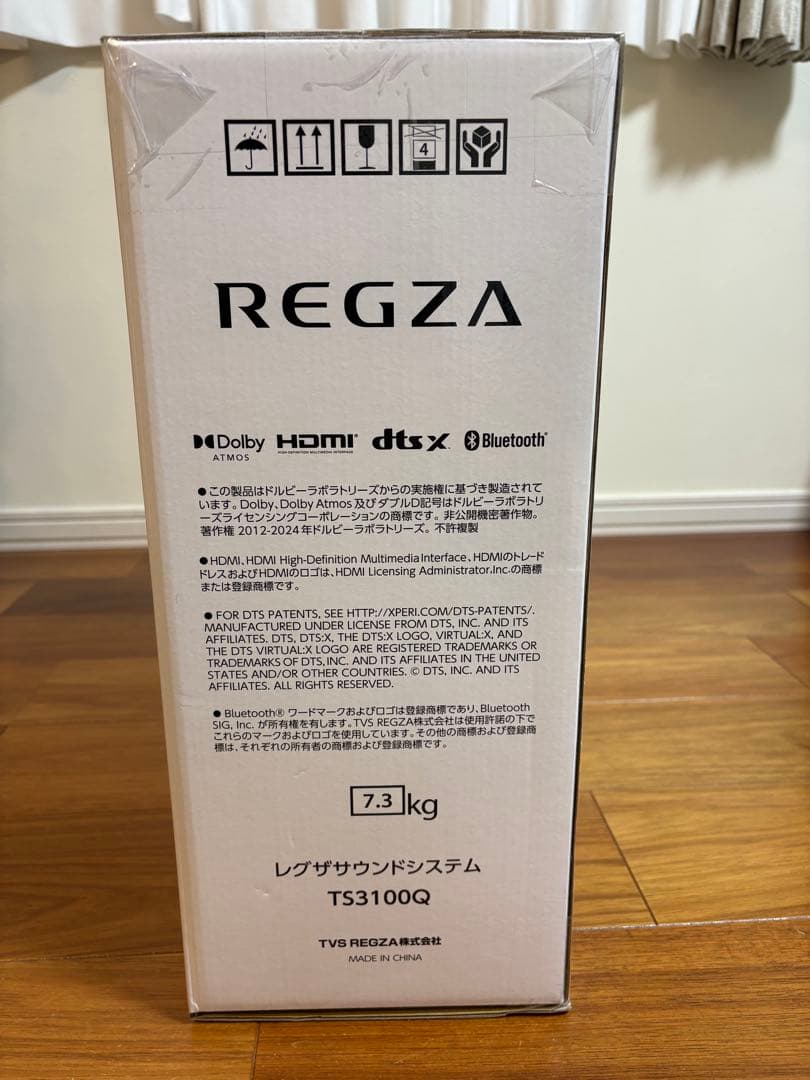 4
REGZA
Dolby HDMI dts X Bluetooth®
ATMOS HIGH-DEFINITION MULTIMEDIA INTERFACE
●この製品はドルビーラボラトリーズからの実施権に基づき製造されて
います。Dolby、Dolby Atmos及びダブルD記号はドルビーラボラトリ
ーズライセンシングコーポレーションの商標です。非公開機密著作物。
著作権 2012-2024年ドルビーラボラトリーズ。不許複製
●HDMI、HDMI High-Definition Multimedia Interface、HDMIのトレード
ドレスおよびHDMIのロゴは、HDMI Licensing Administrator,Inc.の商標
または登録商標です。
● FOR DTS PATENTS, SEE HTTP://XPERI.COM/DTS-PATENTS/.
MANUFACTURED UNDER LICENSE FROM DTS, INC. AND ITS
AFFILIATES. DTS, DTS:X, THE DTS:X LOGO, VIRTUAL:X, AND
THE DTS VIRTUAL:X LOGO ARE REGISTERED TRADEMARKS OR
TRADEMARKS OF DTS, INC. AND ITS AFFILIATES IN THE UNITED
STATES AND/OR OTHER COUNTRIES. © DTS, INC. AND ITS
AFFILIATES. ALL RIGHTS RESERVED.
● Bluetooth® ワードマークおよびロゴは登録商標であり、Bluetooth
SIG, Inc. が所有権を有します。TVS REGZA株式会社は使用許諾の下で
これらのマークおよびロゴを使用しています。その他の商標および登録商
標は、それぞれの所有者の商標および登録商標です。
7.3kg
レグザサウンドシステム
TS3100Q
TVS REGZA株式会社
MADE IN CHINA